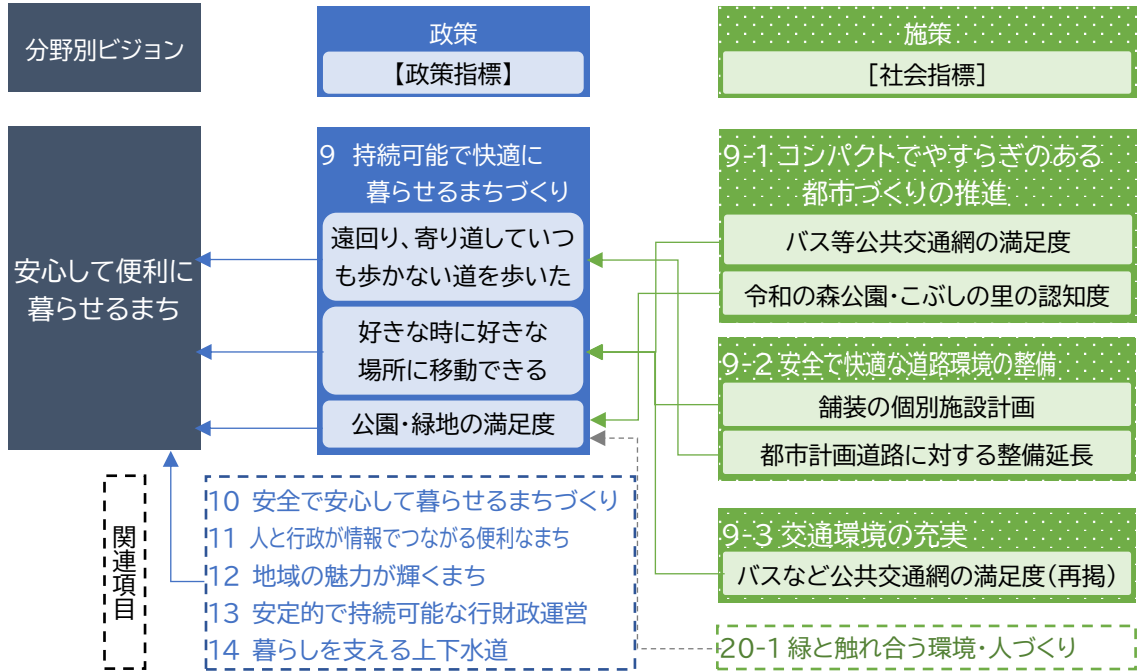 分野別ビジョン
政策
【政策指標】
施策
［社会指標］
安心して便利に
暮らせるまち
9 持続可能で快適に
暮らせるまちづくり
遠回り、寄り道していつ
も歩かない道を歩いた
好きな時に好きな
場所に移動できる
公園・緑地の満足度
9-1 コンパクトでやすらぎのある
都市づくりの推進
バス等公共交通網の満足度
令和の森公園・こぶしの里の認知度
9-2 安全で快適な道路環境の整備
舗装の個別施設計画
都市計画道路に対する整備延長
9-3 交通環境の充実
バスなど公共交通網の満足度(再掲)
関連項目
10 安全で安心して暮らせるまちづくり
11 人と行政が情報でつながる便利なまち
12 地域の魅力が輝くまち
13 安定的で持続可能な行財政運営
14 暮らしを支える上下水道
20-1 緑と触れ合う環境・人づくり